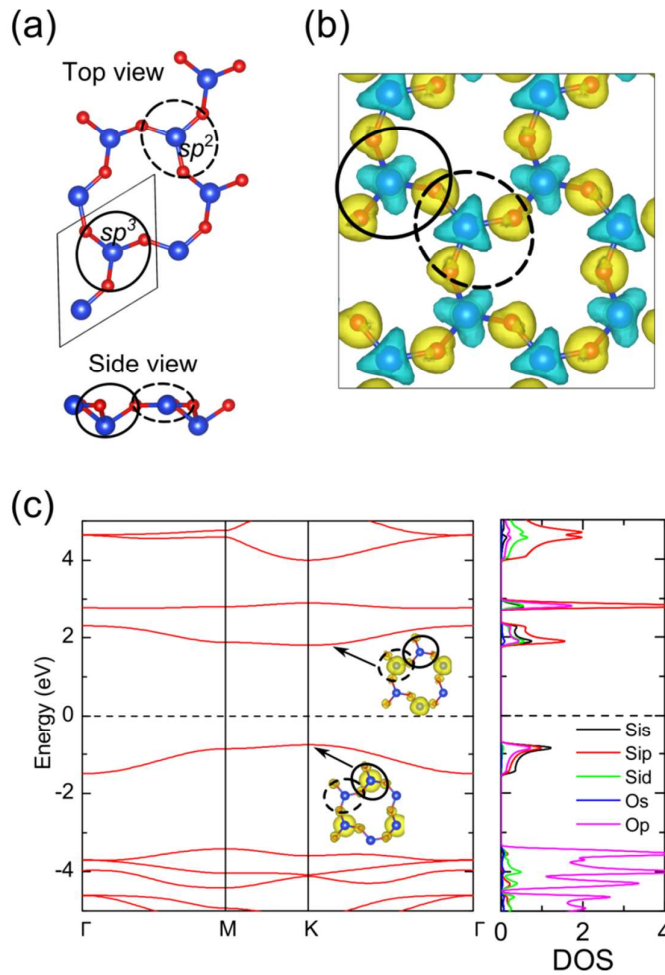 (a)
(b)
Top view
sp²
sp³
Side view
(c)
4
2
0
-2
-4
Energy (eV)
Γ
M
K
Γ
Sis
Sip
Sid
Os
Op
0
2
4
DOS